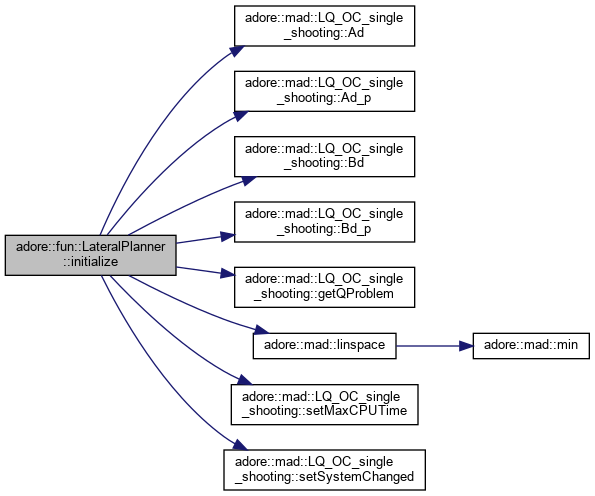 adore::mad::LQ_OC_single
_shooting::Ad
adore::mad::LQ_OC_single
_shooting::Ad_p
adore::mad::LQ_OC_single
_shooting::Bd
adore::mad::LQ_OC_single
_shooting::Bd_p
adore::fun::LateralPlanner
::initialize
adore::mad::LQ_OC_single
_shooting::getQProblem
adore::mad::linspace
adore::mad::min
adore::mad::LQ_OC_single
_shooting::setMaxCPUTime
adore::mad::LQ_OC_single
_shooting::setSystemChanged